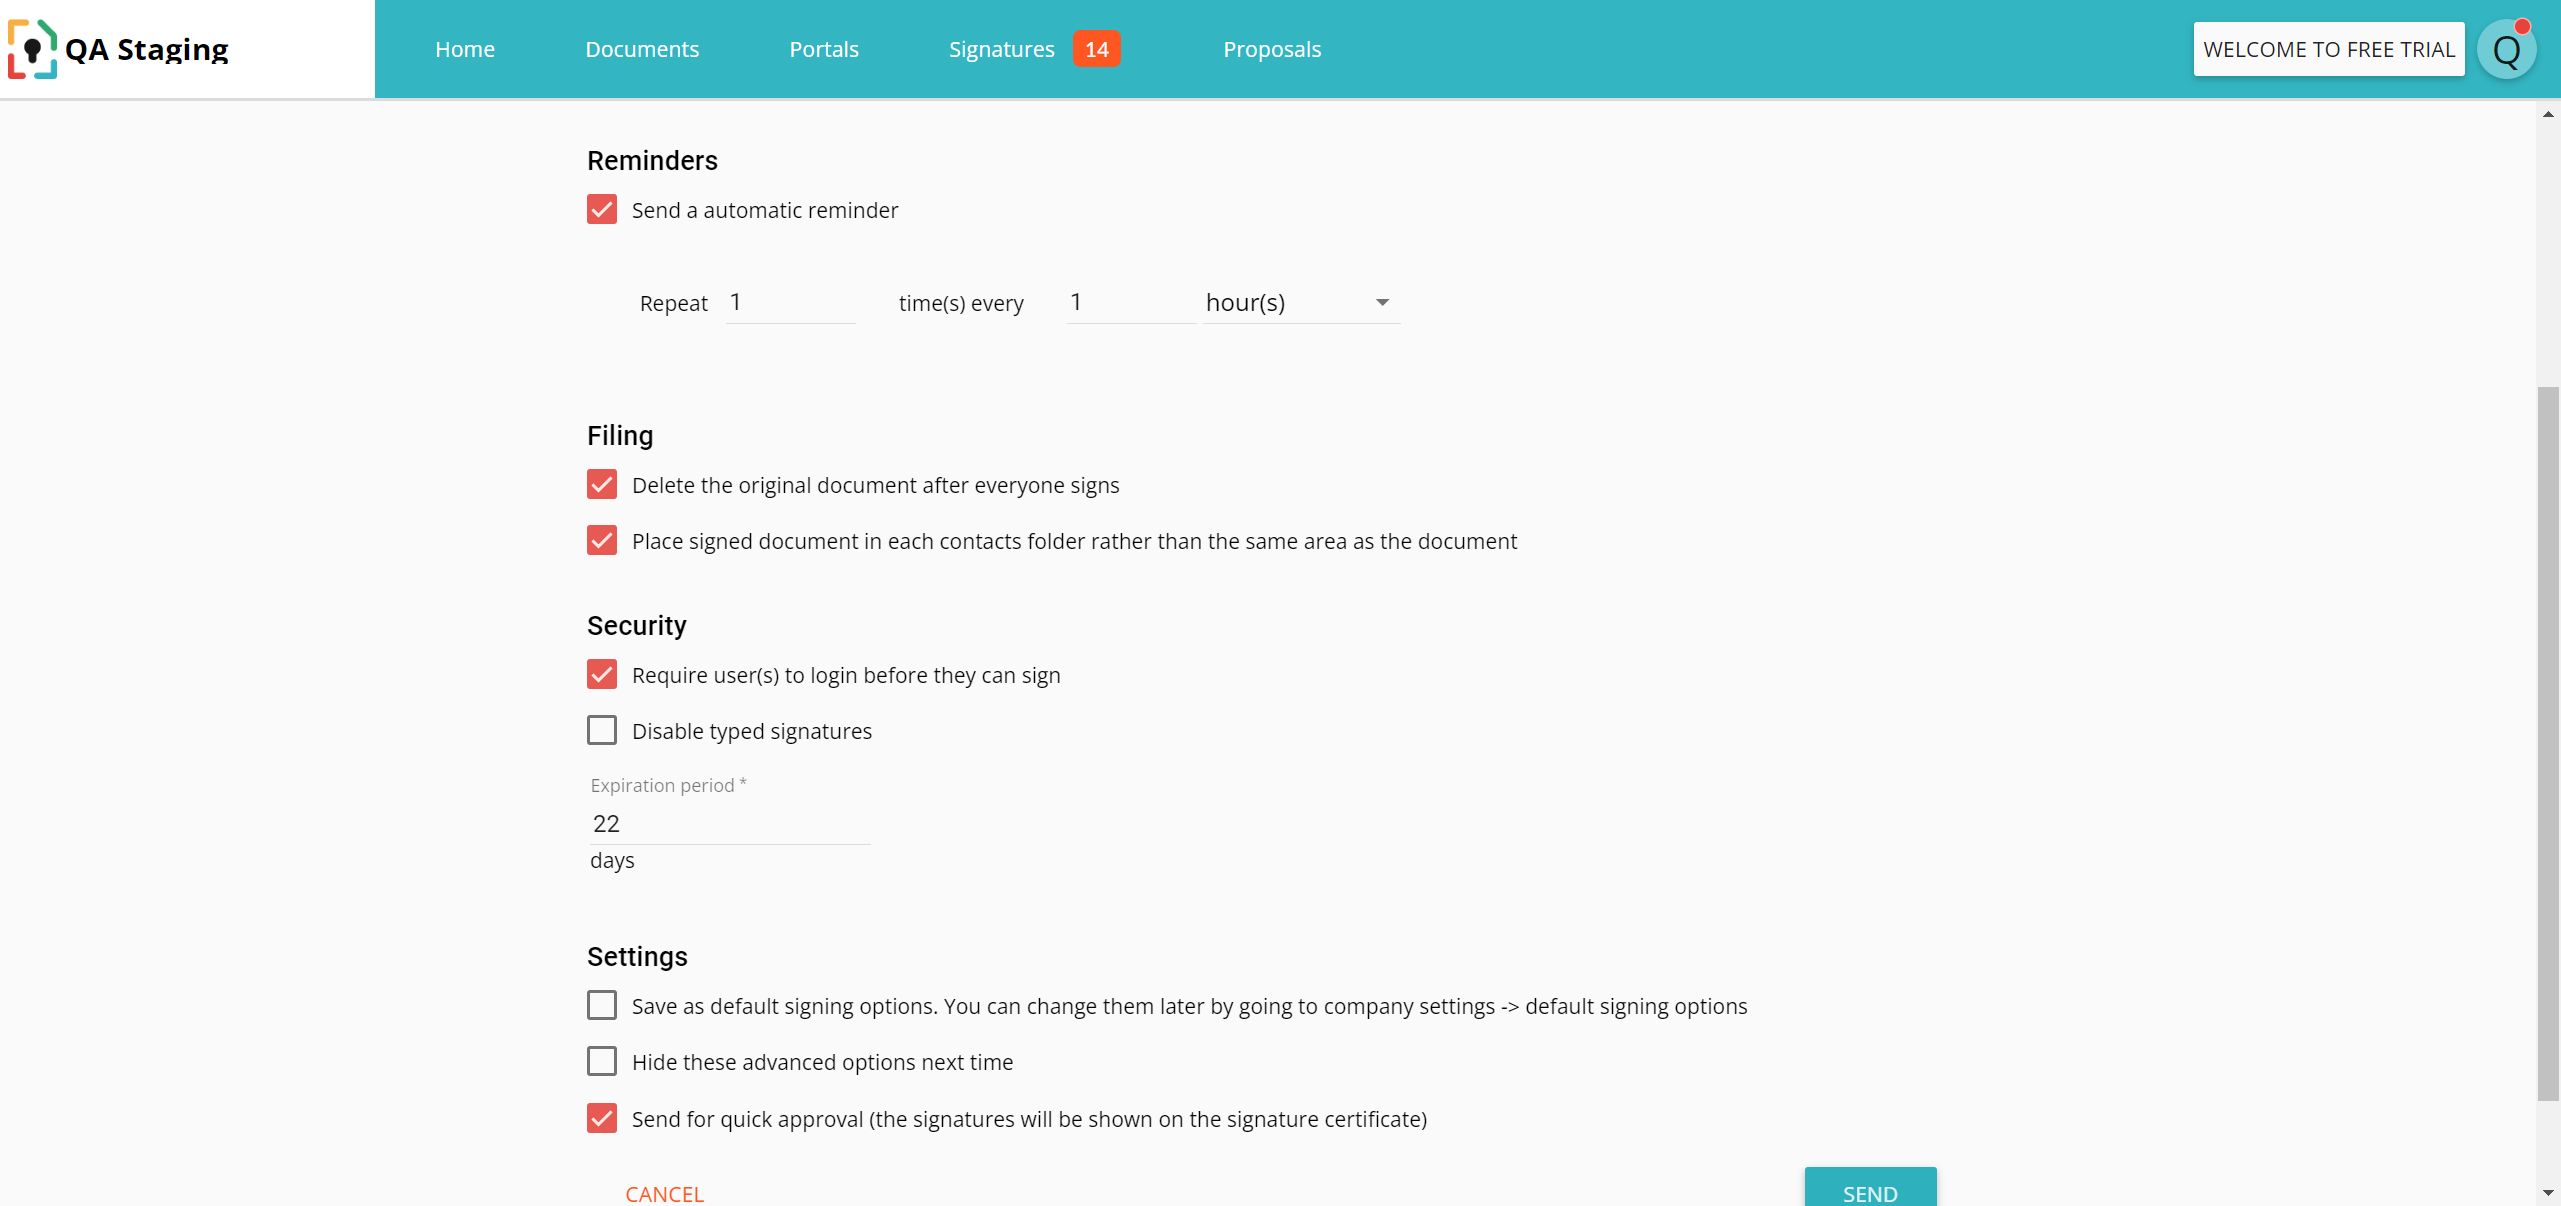 QA Staging
Home
Documents
Portals
Signatures 14
Proposals
WELCOME TO FREE TRIAL
Q
Reminders
Send a automatic reminder
Repeat 1 time(s) every 1 hour(s)
Filing
Delete the original document after everyone signs
Place signed document in each contacts folder rather than the same area as the document
Security
Require user(s) to login before they can sign
Disable typed signatures
Expiration period *
22
days
Settings
Save as default signing options. You can change them later by going to company settings -> default signing options
Hide these advanced options next time
Send for quick approval (the signatures will be shown on the signature certificate)
CANCEL
SEND